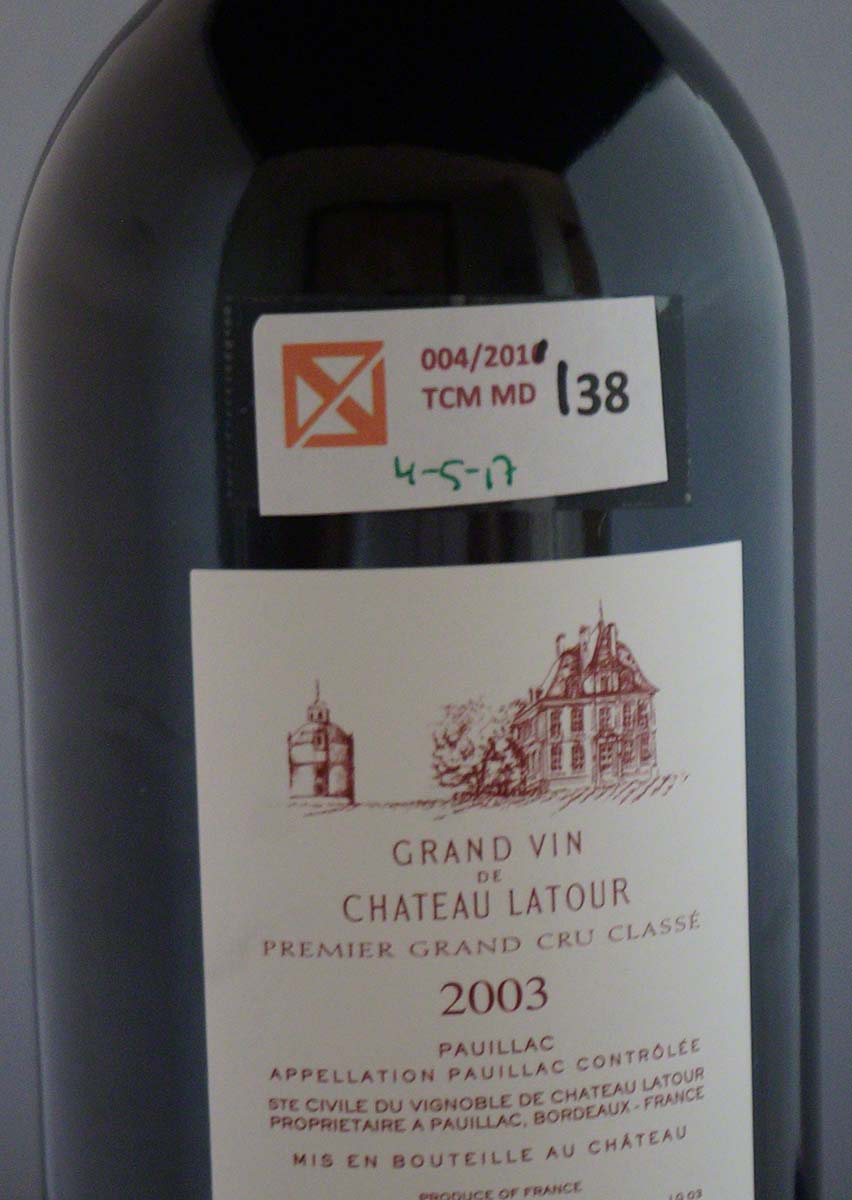 004/2011
TCM MD 138
4-5-17
GRAND VIN
DE
CHATEAU LATOUR
PREMIER GRAND CRU CLASSÉ
2003
PAUILLAC
APPELLATION PAUILLAC CONTRÔLÉE
STE CIVILE DU VIGNOBLE DE CHATEAU LATOUR
PROPRIETAIRE A PAUILLAC, BORDEAUX - FRANCE
MIS EN BOUTEILLE AU CHÂTEAU
PRODUCE OF FRANCE